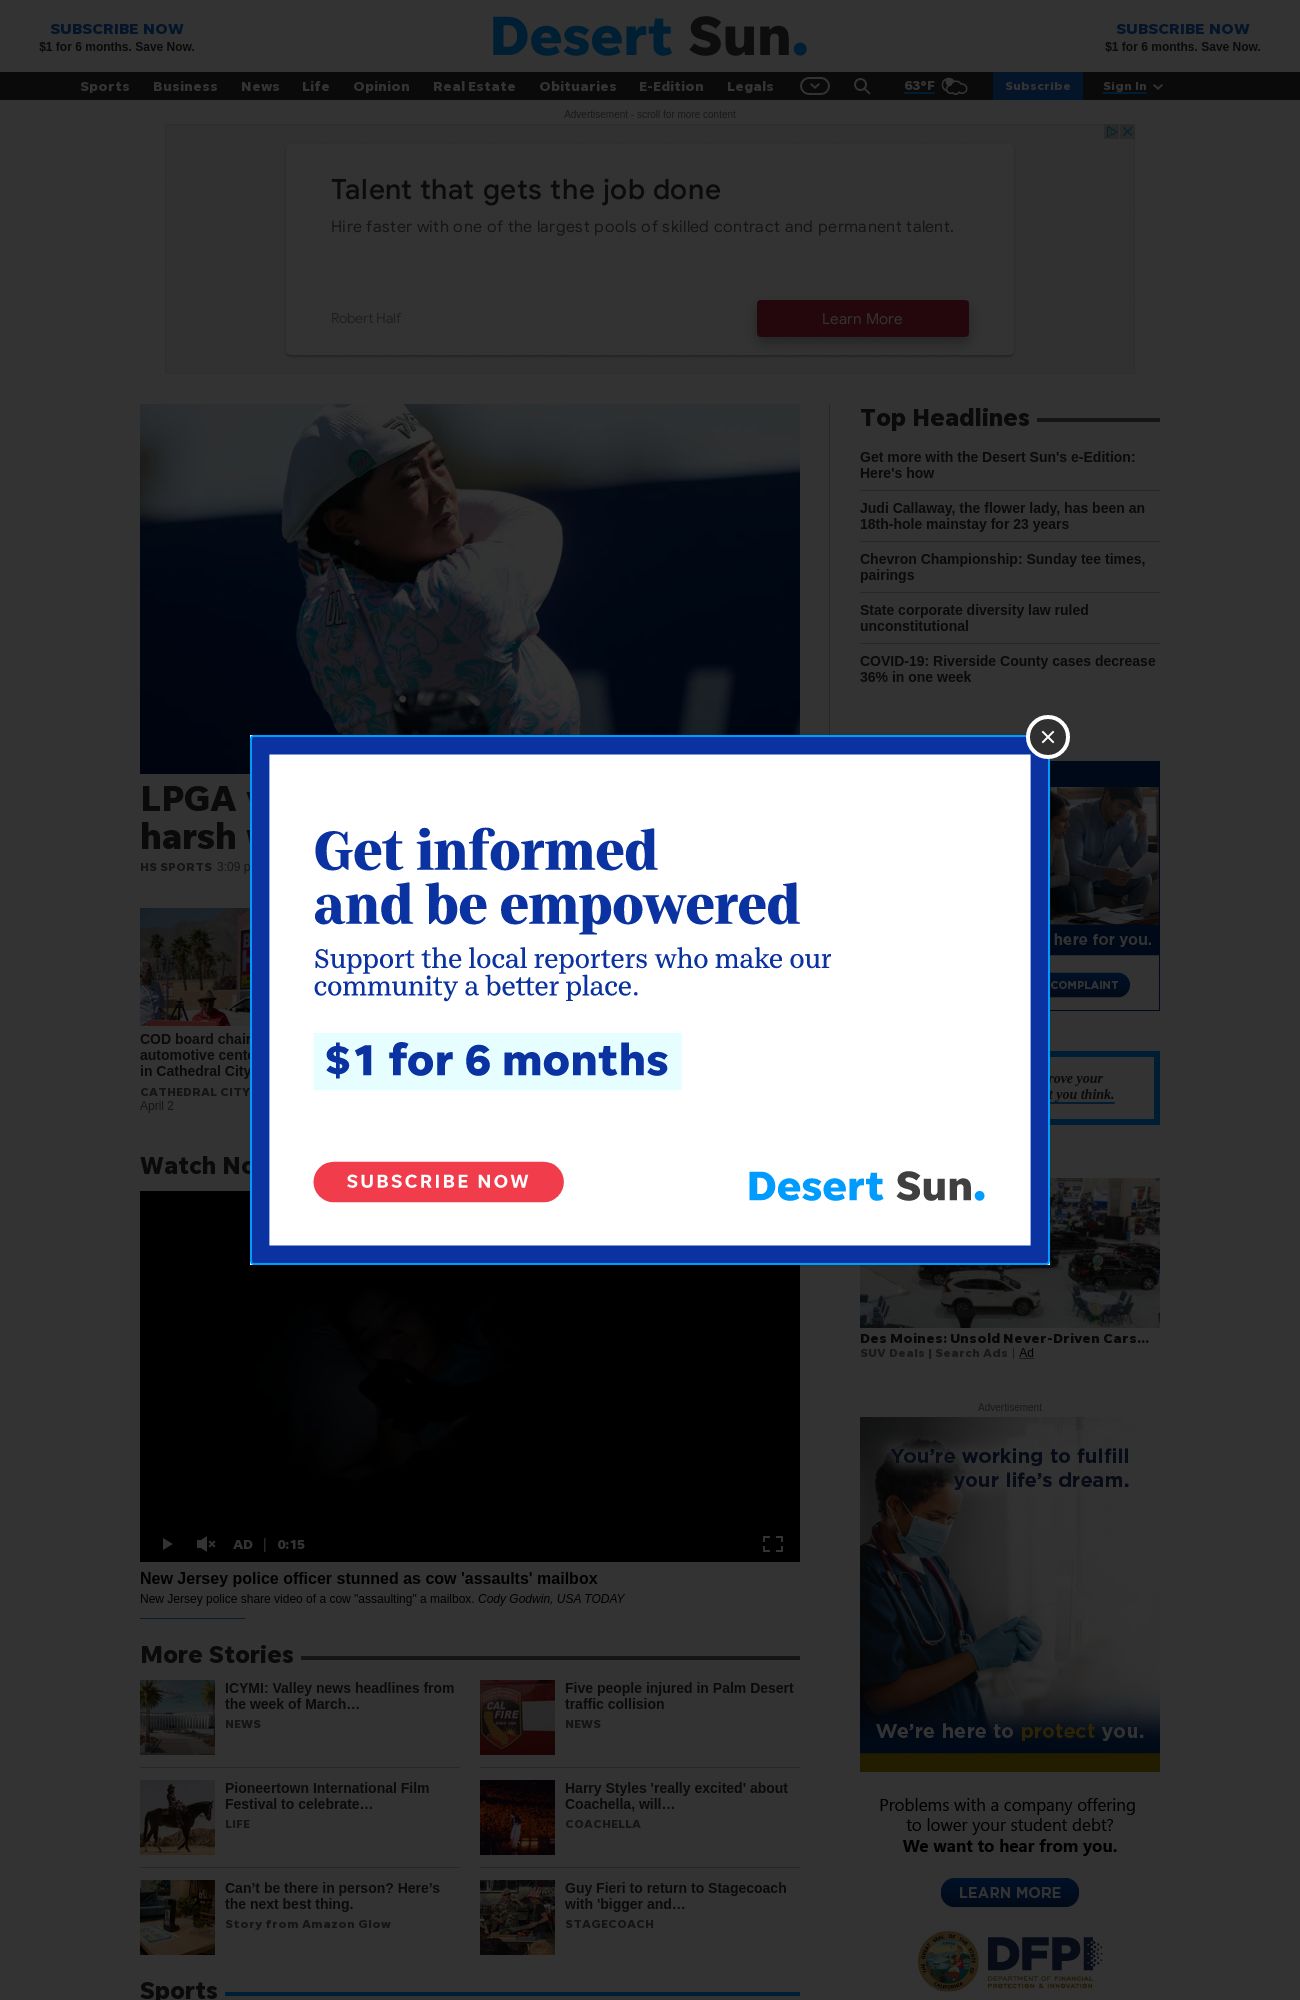 SUBSCRIBE NOW
$1 for 6 months. Save Now.
Desert Sun.
SUBSCRIBE NOW
$1 for 6 months. Save Now.
Sports Business News Life Opinion Real Estate Obituaries E-Edition Legals 63°F Subscribe Sign In
Advertisement - scroll for more content
Talent that gets the job done
Hire faster with one of the largest pools of skilled contract and permanent talent.
Robert Half
Learn More
LPGA
harsh
HS SPORTS 3:09 p
COD board chair
automotive cente
in Cathedral City
CATHEDRAL CITY
April 2
Top Headlines
Get more with the Desert Sun's e-Edition:
Here's how
Judi Callaway, the flower lady, has been an
18th-hole mainstay for 23 years
Chevron Championship: Sunday tee times,
pairings
State corporate diversity law ruled
unconstitutional
COVID-19: Riverside County cases decrease
36% in one week
here for you.
COMPLAINT
rove your
t you think.
Get informed
and be empowered
Support the local reporters who make our
community a better place.
$1 for 6 months
SUBSCRIBE NOW
Desert Sun.
Watch No
AD | 0:15
New Jersey police officer stunned as cow 'assaults' mailbox
New Jersey police share video of a cow "assaulting" a mailbox. Cody Godwin, USA TODAY
Des Moines: Unsold Never-Driven Cars...
SUV Deals | Search Ads | Ad
Advertisement
You're working to fulfill
your life's dream.
We're here to protect you.
Problems with a company offering
to lower your student debt?
We want to hear from you.
LEARN MORE
DFPI
DEPARTMENT OF FINANCIAL
PROTECTION & INNOVATION
More Stories
ICYMI: Valley news headlines from
the week of March…
NEWS
CAL
FIRE
Five people injured in Palm Desert
traffic collision
NEWS
Pioneertown International Film
Festival to celebrate…
LIFE
Harry Styles 'really excited' about
Coachella, will…
COACHELLA
Can't be there in person? Here's
the next best thing.
Story from Amazon Glow
Guy Fieri to return to Stagecoach
with 'bigger and…
STAGECOACH
Sports